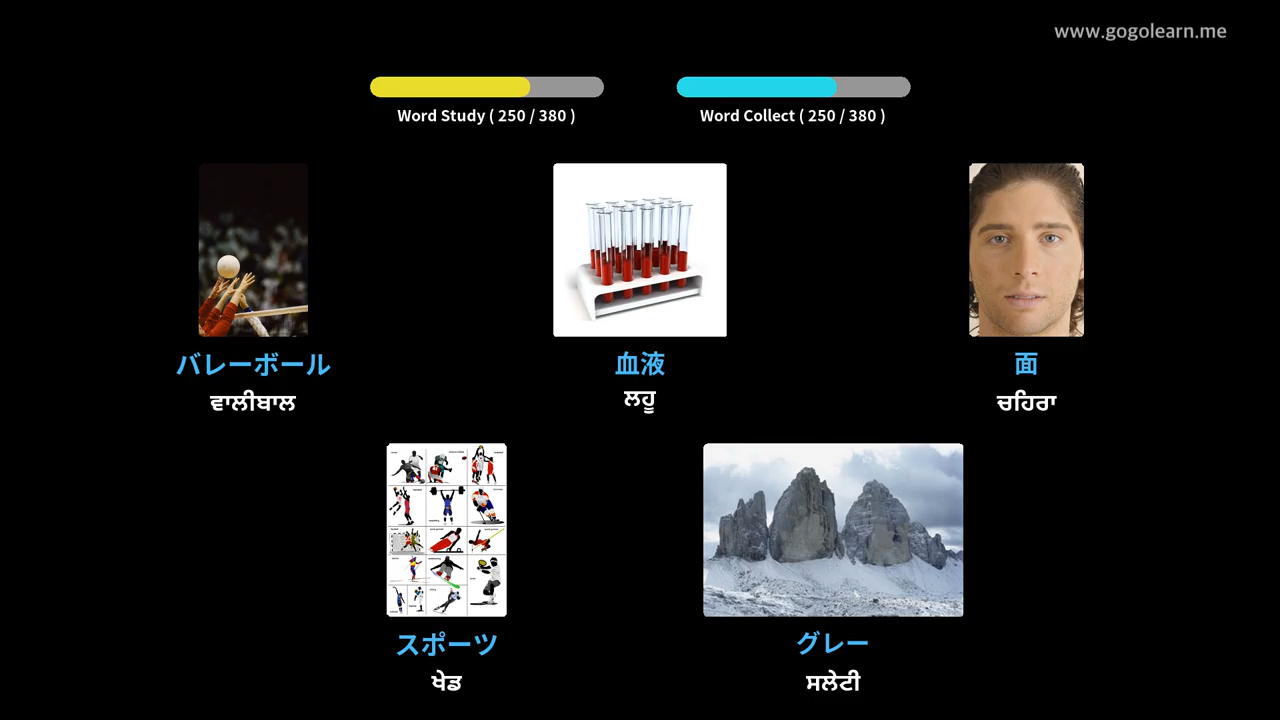 www.gogolearn.me
Word Study ( 250 / 380 )
Word Collect ( 250 / 380 )
バレーボール
ਵਾਲੀਬਾਲ
血液
ਲਹੂ
面
ਚਹਿਰਾ
スポーツ
ਖੇਡ
グレー
ਸਲੇਟੀ